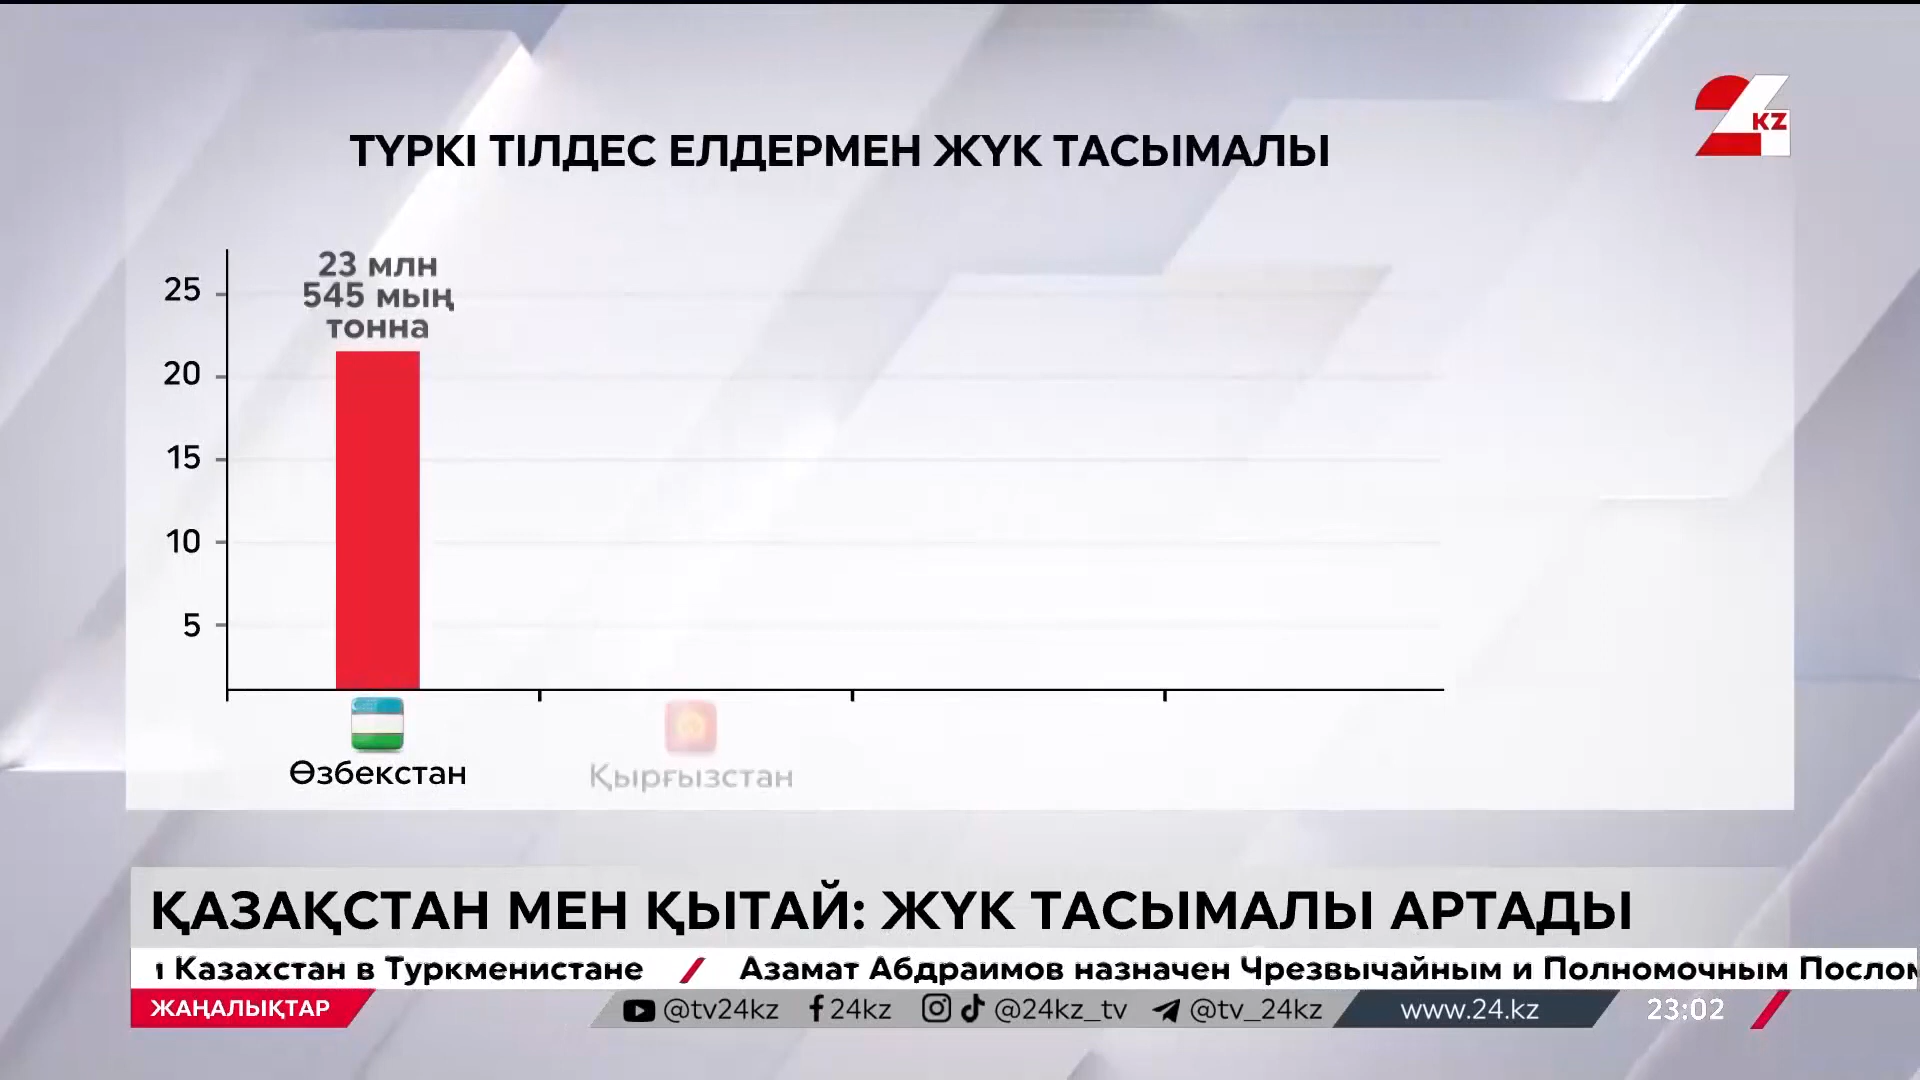 24 KZ
ТҮРКІ ТІЛДЕС ЕЛДЕРМЕН ЖҮК ТАСЫМАЛЫ
23 млн
545 мың
тонна
25
20
15
10
5
Өзбекстан
Қырғызстан
ҚАЗАҚСТАН МЕН ҚЫТАЙ: ЖҮК ТАСЫМАЛЫ АРТАДЫ
Казахстан в Туркменистане / Азамат Абдраимов назначен Чрезвычайным и Полномочным Послом
ЖАҢАЛЫҚТАР @tv24kz 24kz @24kz_tv @tv_24kz www.24.kz 23:02